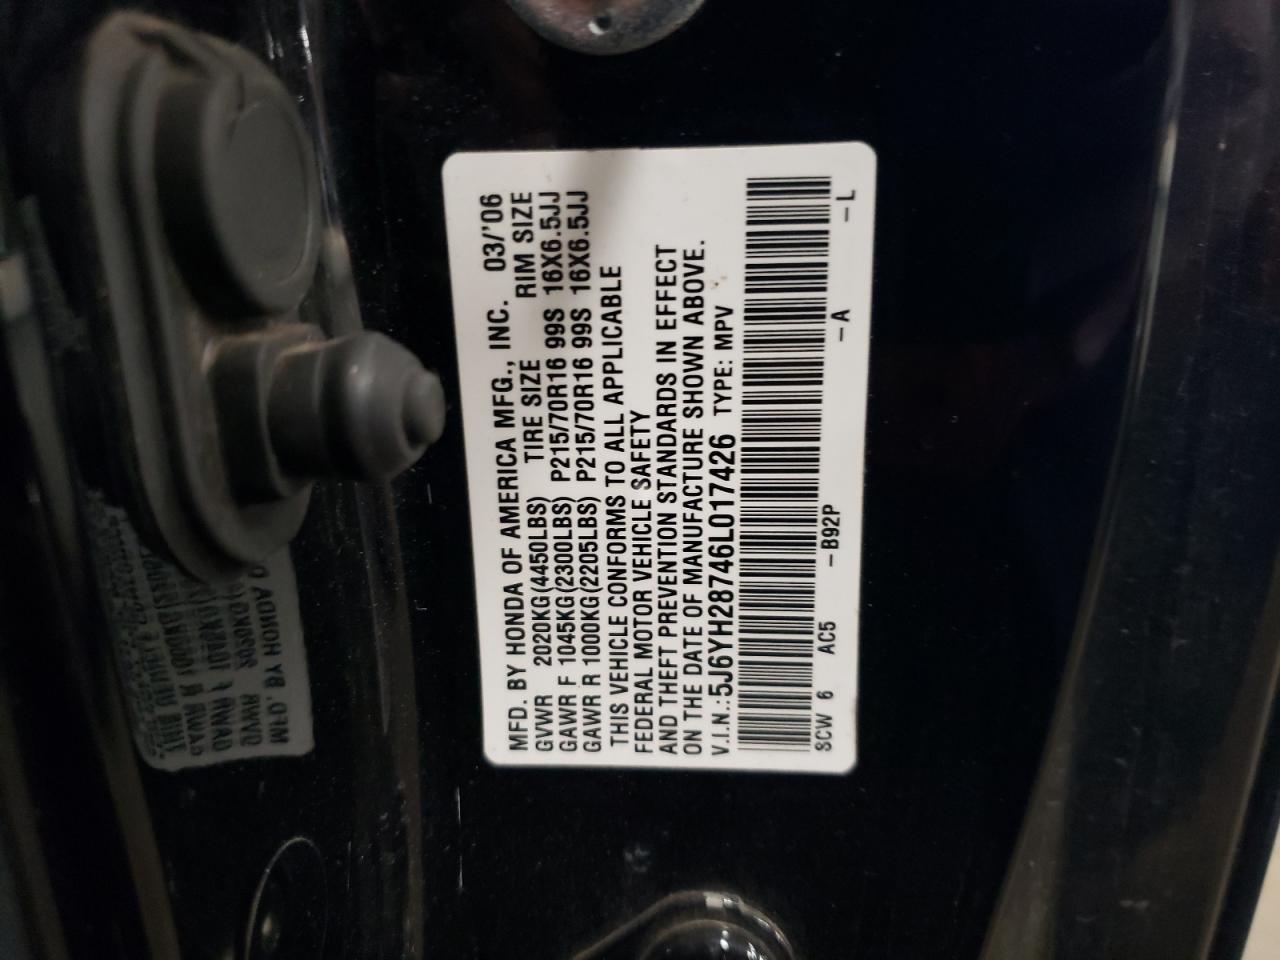 MFD. BY HONDA OF AMERICA MFG., INC. 03/'06
GVWR 2020KG(4450LBS) TIRE SIZE RIM SIZE
GAWR F 1045KG(2300LBS) P215/70R16 99S 16X6.5JJ
GAWR R 1000KG(2205LBS) P215/70R16 99S 16X6.5JJ
THIS VEHICLE CONFORMS TO ALL APPLICABLE
FEDERAL MOTOR VEHICLE SAFETY
AND THEFT PREVENTION STANDARDS IN EFFECT
ON THE DATE OF MANUFACTURE SHOWN ABOVE.
V.I.N.:5J6YH28746L017426 TYPE: MPV
SCW 6 AC5 -B92P -A -L